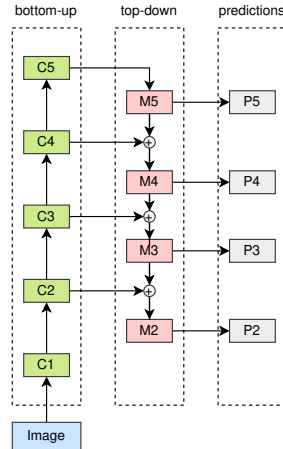 bottom-up top-down predictions
C5
M5 P5
C4
M4 P4
C3
M3 P3
C2
M2 P2
C1
Image